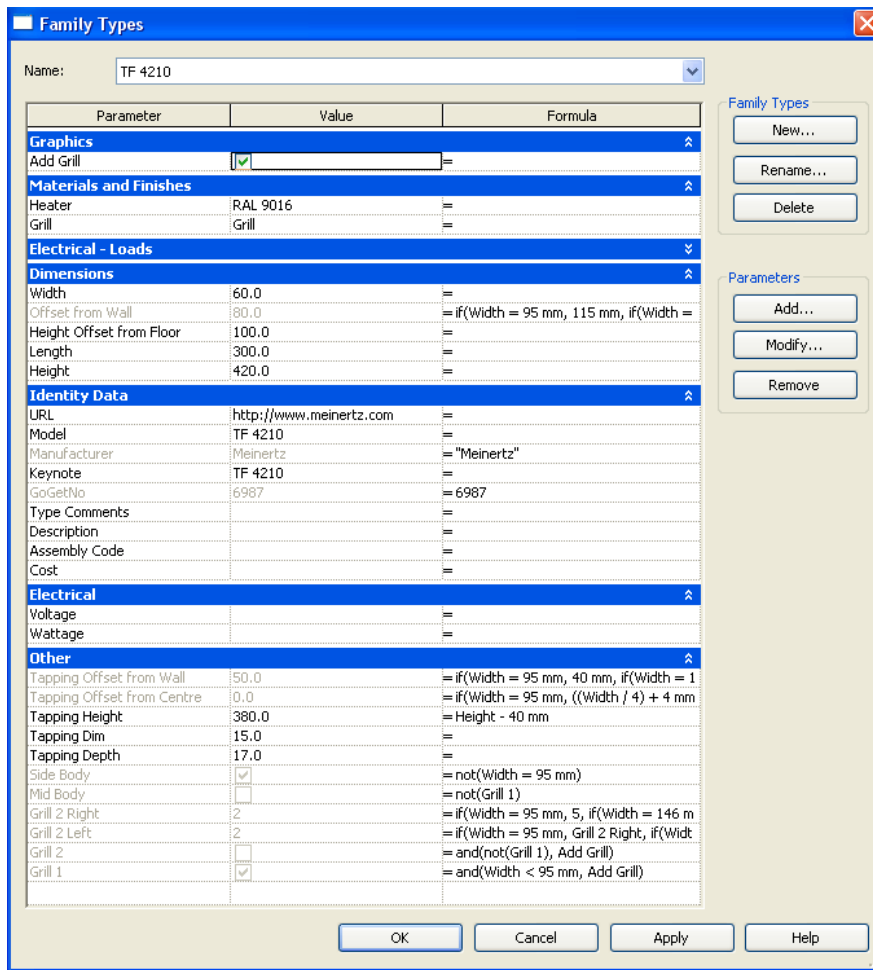 Family Types
Name: TF 4210
Parameter Value Formula
Graphics
Add Grill =
Materials and Finishes
Heater RAL 9016 =
Grill Grill =
Electrical - Loads
Dimensions
Width 60.0 =
Offset from Wall 80.0 = if(Width = 95 mm, 115 mm, if(Width =
Height Offset from Floor 100.0 =
Length 300.0 =
Height 420.0 =
Identity Data
URL http://www.meinertz.com =
Model TF 4210 =
Manufacturer Meinertz = "Meinertz"
Keynote TF 4210 =
GoGetNo 6987 = 6987
Type Comments =
Description =
Assembly Code =
Cost =
Electrical
Voltage =
Wattage =
Other
Tapping Offset from Wall 50.0 = if(Width = 95 mm, 40 mm, if(Width = 1
Tapping Offset from Centre 0.0 = if(Width = 95 mm, ((Width / 4) + 4 mm
Tapping Height 380.0 = Height - 40 mm
Tapping Dim 15.0 =
Tapping Depth 17.0 =
Side Body = not(Width = 95 mm)
Mid Body = not(Grill 1)
Grill 2 Right 2 = if(Width = 95 mm, 5, if(Width = 146 m
Grill 2 Left 2 = if(Width = 95 mm, Grill 2 Right, if(Widt
Grill 2 = and(not(Grill 1), Add Grill)
Grill 1 = and(Width < 95 mm, Add Grill)
Family Types
New...
Rename...
Delete
Parameters
Add...
Modify...
Remove
OK Cancel Apply Help